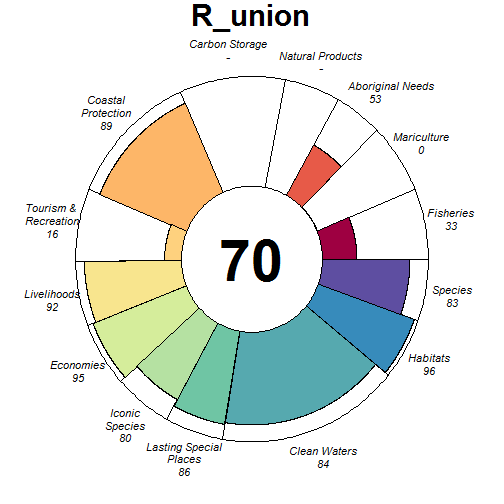 R_union
Carbon Storage
-
Natural Products
-
Aboriginal Needs
53
Mariculture
0
Fisheries
33
Species
83
Habitats
96
Clean Waters
84
Lasting Special
Places
86
Iconic
Species
80
Economies
95
Livelihoods
92
Tourism &
Recreation
16
Coastal
Protection
89
70